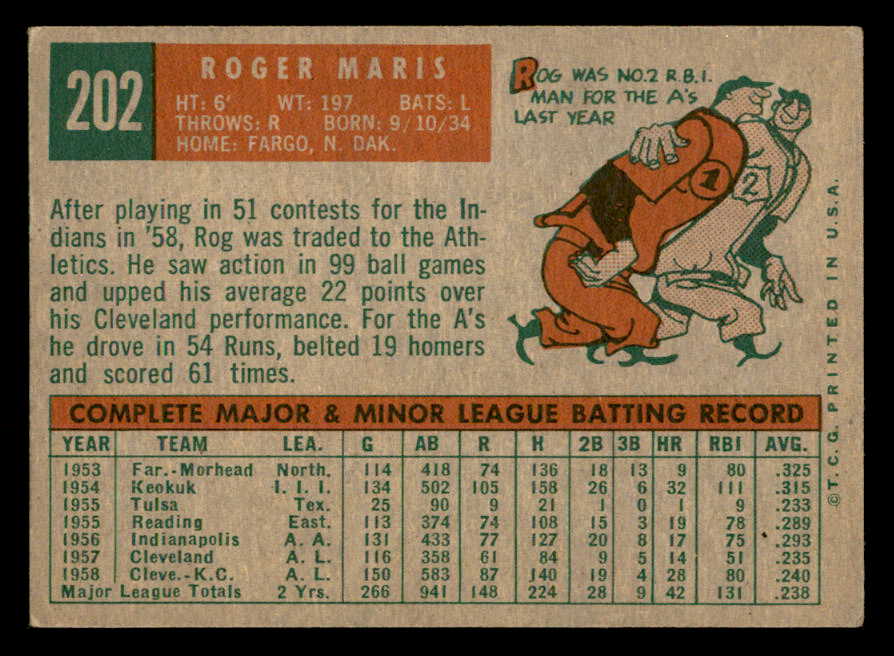 202
ROGER MARIS
HT: 6' WT: 197 BATS: L
THROWS: R BORN: 9/10/34
HOME: FARGO, N. DAK.
ROG WAS NO.2 R.B.I.
MAN FOR THE A'S
LAST YEAR
1
2
After playing in 51 contests for the In-
dians in '58, Rog was traded to the Ath-
letics. He saw action in 99 ball games
and upped his average 22 points over
his Cleveland performance. For the A's
he drove in 54 Runs, belted 19 homers
and scored 61 times.
COMPLETE MAJOR & MINOR LEAGUE BATTING RECORD
YEAR TEAM LEA. G AB R H 2B 3B HR RBI AVG.
1953 Far.-Morhead North. 114 418 74 136 18 13 9 80 .325
1954 Keokuk I. I. I. 134 502 105 158 26 6 32 111 .315
1955 Tulsa Tex. 25 90 9 21 1 0 1 9 .233
1955 Reading East. 113 374 74 108 15 3 19 78 .289
1956 Indianapolis A. A. 131 433 77 127 20 8 17 75 .293
1957 Cleveland A. L. 116 358 61 84 9 5 14 51 .235
1958 Cleve.-K.C. A. L. 150 583 87 140 19 4 28 80 .240
Major League Totals 2 Yrs. 266 941 148 224 28 9 42 131 .238
©T.C.G. PRINTED IN U.S.A.